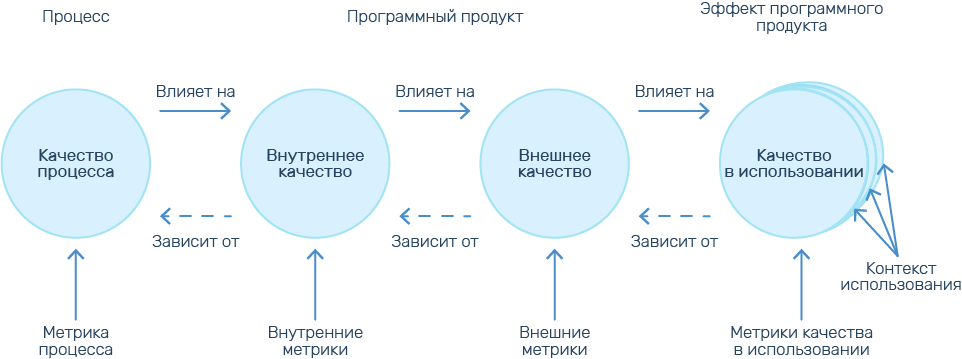 Процесс
Программный продукт
Эффект программного
продукта
Влияет на
Влияет на
Влияет на
Качество
процесса
Внутреннее
качество
Внешнее
качество
Качество
в использовании
Зависит от
Зависит от
Зависит от
Контекст
использования
Метрика
процесса
Внутренние
метрики
Внешние
метрики
Метрики качества
в использовании